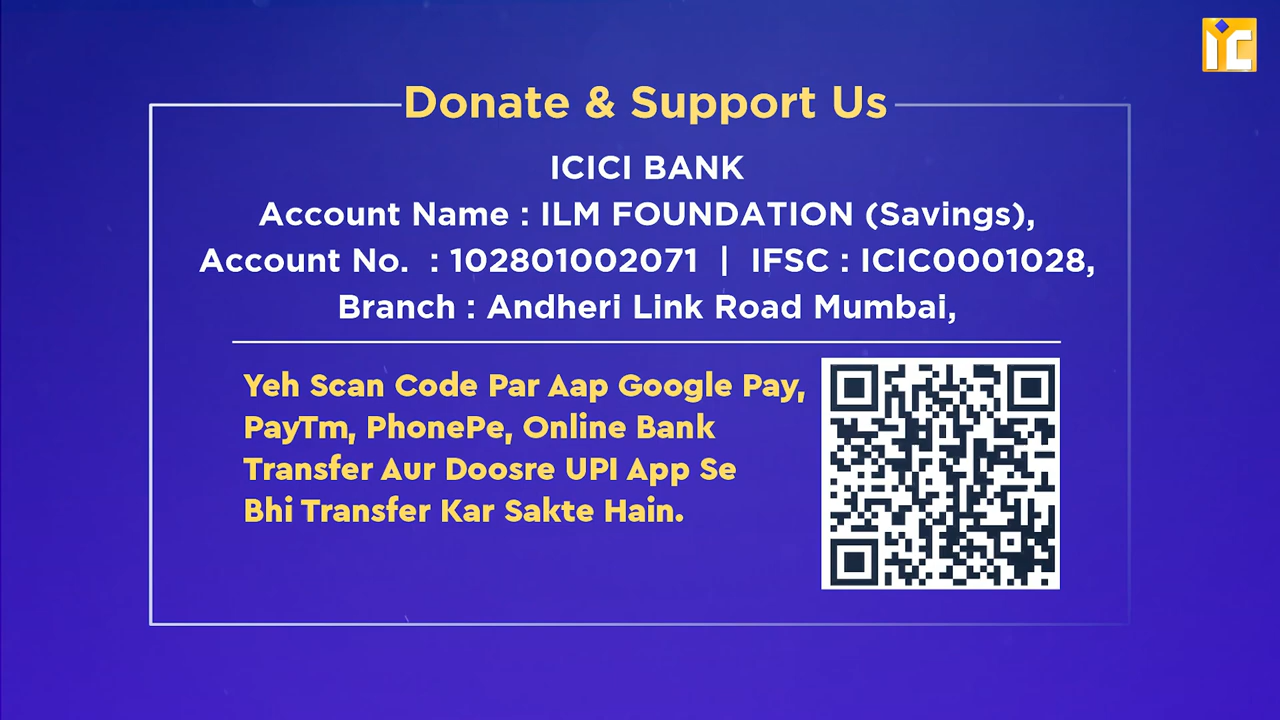 YC
Donate & Support Us
ICICI BANK
Account Name : ILM FOUNDATION (Savings),
Account No. : 102801002071 | IFSC : ICIC0001028,
Branch : Andheri Link Road Mumbai,
Yeh Scan Code Par Aap Google Pay,
PayTm, PhonePe, Online Bank
Transfer Aur Doosre UPI App Se
Bhi Transfer Kar Sakte Hain.